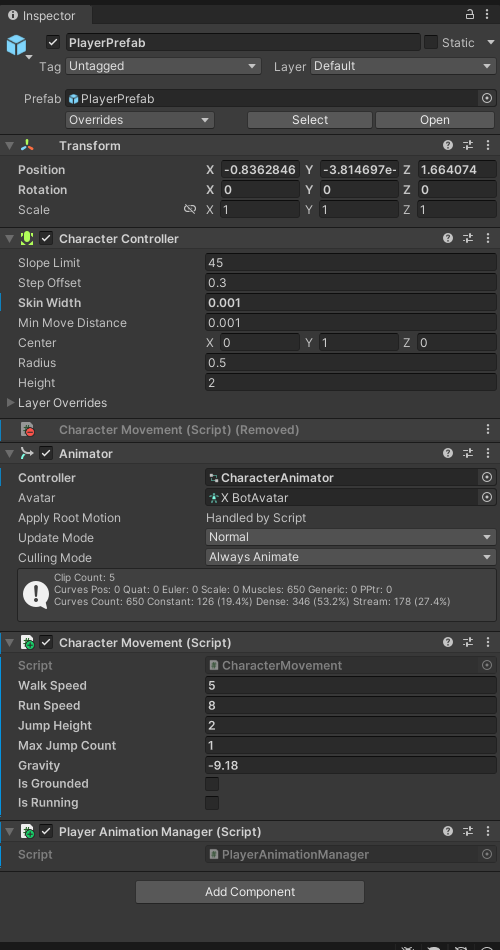 Inspector
PlayerPrefab Static
Tag Untagged Layer Default
Prefab PlayerPrefab
Overrides Select Open
Transform
Position X -0.8362846 Y -3.814697e- Z 1.664074
Rotation X 0 Y 0 Z 0
Scale X 1 Y 1 Z 1
Character Controller
Slope Limit 45
Step Offset 0.3
Skin Width 0.001
Min Move Distance 0.001
Center X 0 Y 1 Z 0
Radius 0.5
Height 2
Layer Overrides
Character Movement (Script) (Removed)
Animator
Controller CharacterAnimator
Avatar X BotAvatar
Apply Root Motion Handled by Script
Update Mode Normal
Culling Mode Always Animate
Clip Count: 5
Curves Pos: 0 Quat: 0 Euler: 0 Scale: 0 Muscles: 650 Generic: 0 PPtr: 0
Curves Count: 650 Constant: 126 (19.4%) Dense: 346 (53.2%) Stream: 178 (27.4%)
Character Movement (Script)
Script CharacterMovement
Walk Speed 5
Run Speed 8
Jump Height 2
Max Jump Count 1
Gravity -9.18
Is Grounded
Is Running
Player Animation Manager (Script)
Script PlayerAnimationManager
Add Component